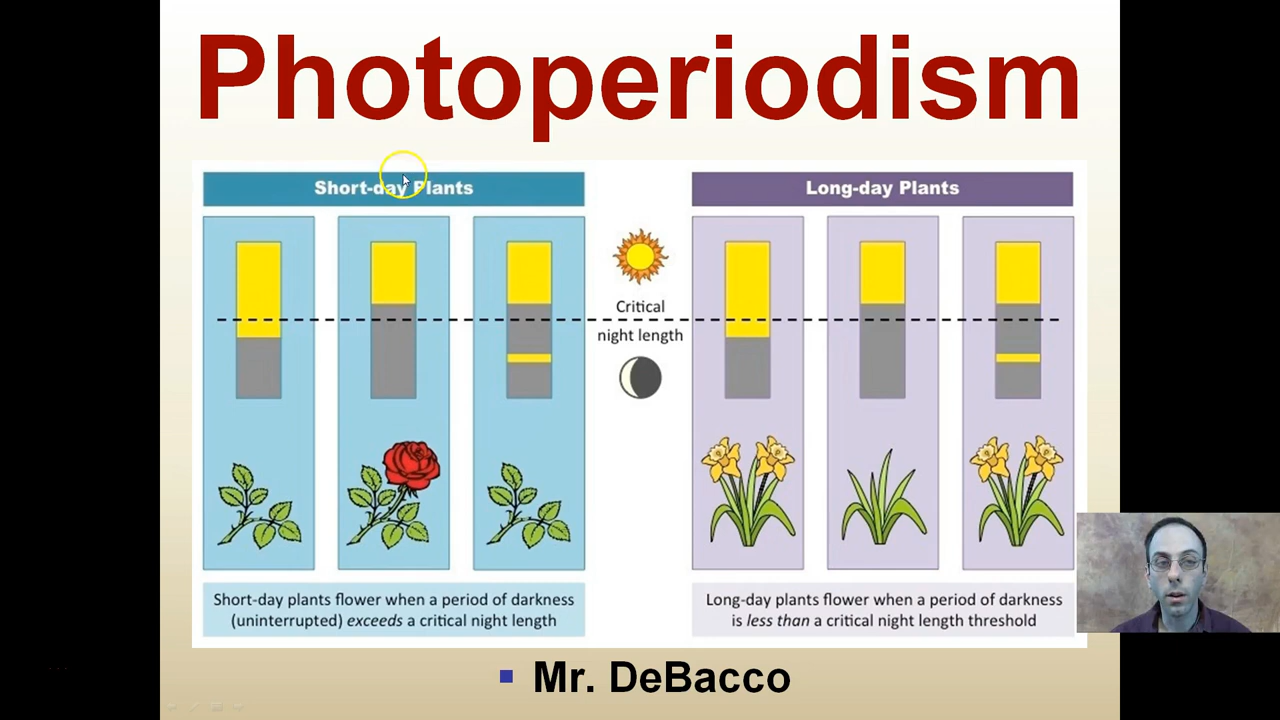 Photoperiodism
Short-day Plants
Long-day Plants
Critical
night length
Short-day plants flower when a period of darkness
(uninterrupted) exceeds a critical night length
Long-day plants flower when a period of darkness
is less than a critical night length threshold
Mr. DeBacco